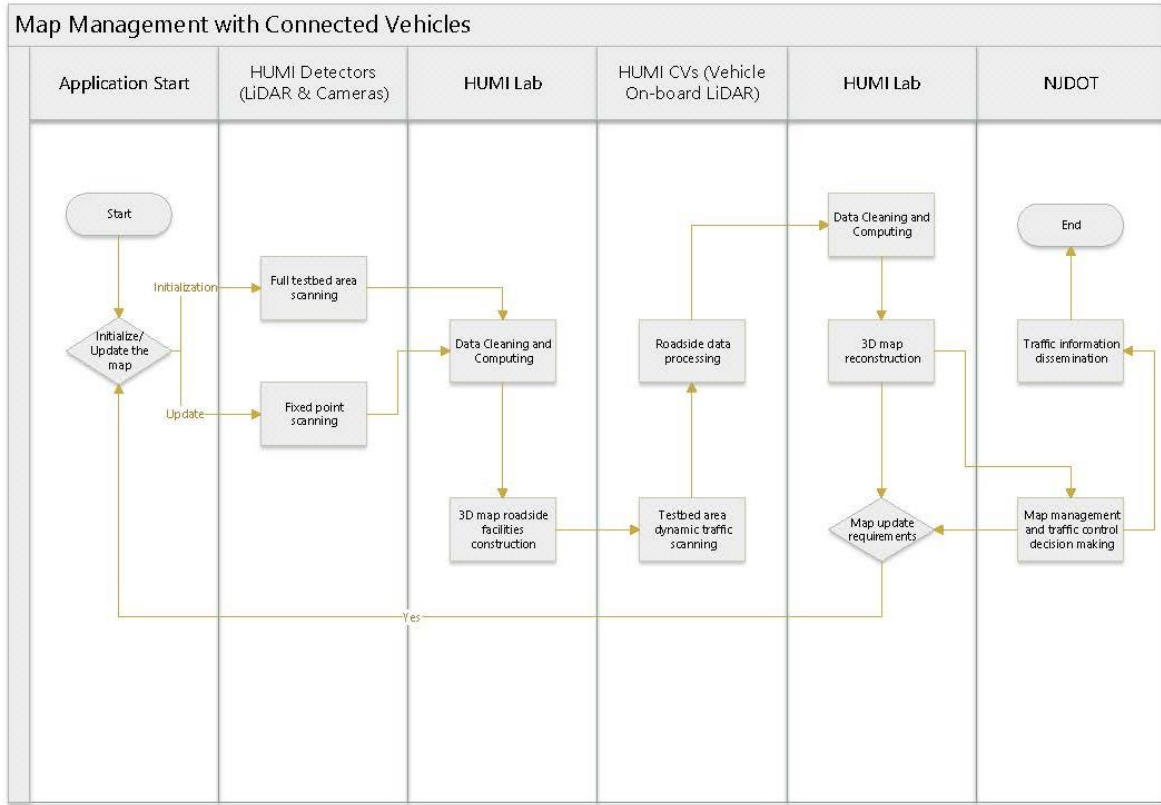 Map Management with Connected Vehicles
Application Start
HUMI Detectors
(LiDAR & Cameras)
HUMI Lab
HUMI CVs (Vehicle
On-board LiDAR)
HUMI Lab
NJDOT
Start
Initialize/
Update the
map
Initialization
Update
Full testbed area
scanning
Fixed point
scanning
Data Cleaning and
Computing
3D map roadside
facilities
construction
Roadside data
processing
Testbed area
dynamic traffic
scanning
Data Cleaning and
Computing
3D map
reconstruction
Map update
requirements
End
Traffic information
dissemination
Map management
and traffic control
decision making
Yes